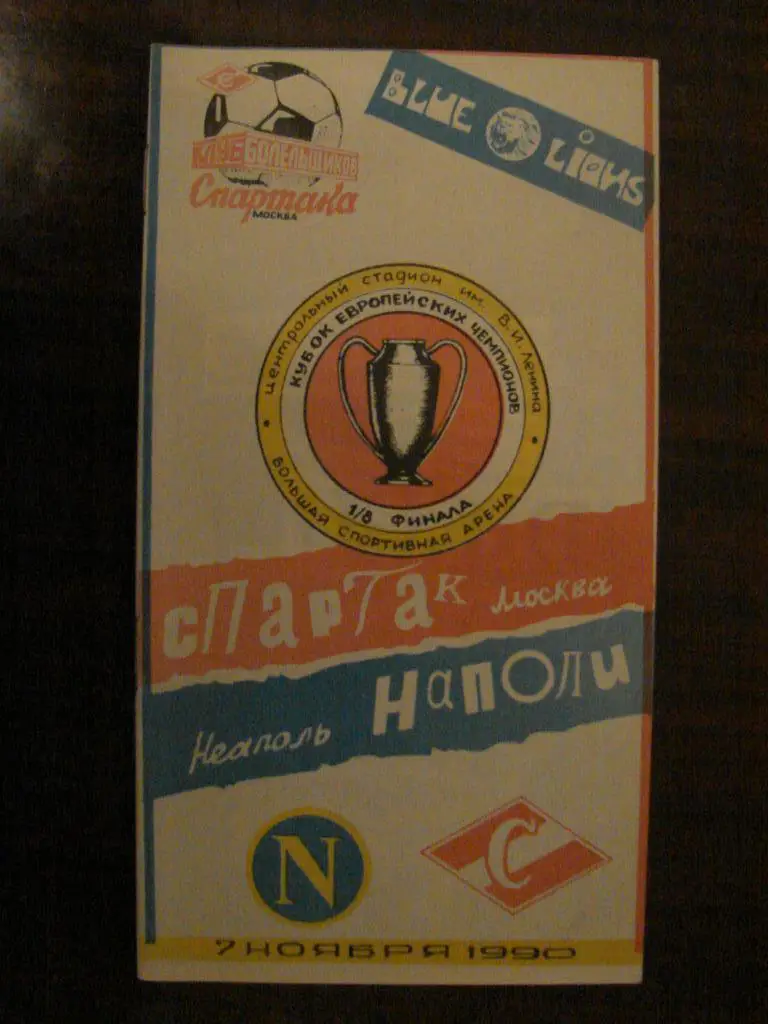 С
КЛУБ БОЛЕЛЬЩИКОВ
Спартака
МОСКВА
BLUE LIONS
центральный стадион им. В. И. Ленина
КУБОК ЕВРОПЕЙСКИХ ЧЕМПИОНОВ
1/8 ФИНАЛА
БОЛЬШАЯ СПОРТИВНАЯ АРЕНА
СПАРТАК Москва
Неаполь НАПОЛИ
N
С
7 НОЯБРЯ 1990